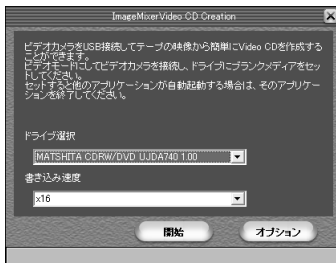 ImageMixerVideo CD Creation
ビデオカメラをUSB接続してテープの映像から簡単にVideo CDを作成する
ことができます。
ビデオモードにしてビデオカメラを接続し、ドライブにブランクメディアをセッ
トしてください。
セットすると他のアプリケーションが自動起動する場合は、そのアプリケー
ションを終了してください。
ドライブ選択
MATSHITA CDRW/DVD UJDA740 1.00
書き込み速度
x16
開始 オプション